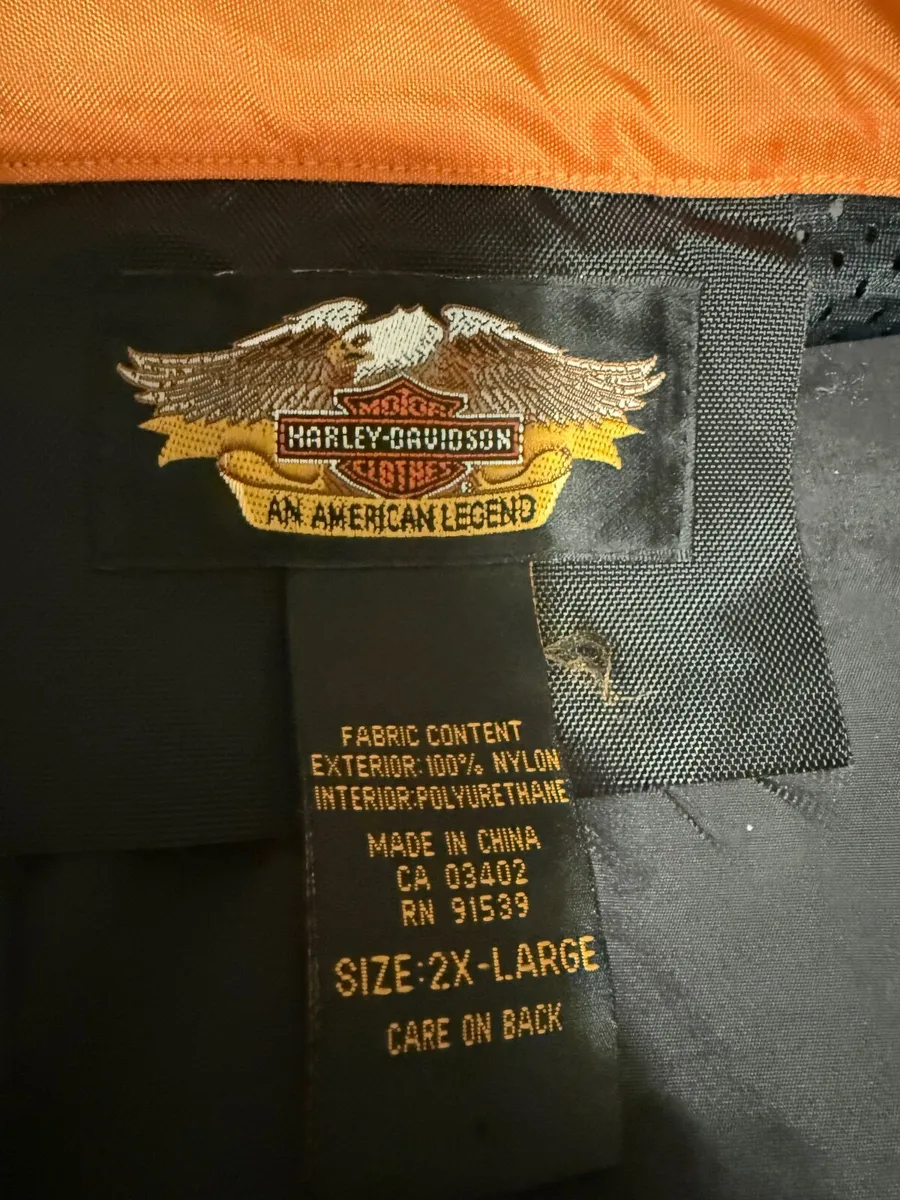 MOTOR
HARLEY-DAVIDSON
CLOTHES
®
AN AMERICAN LEGEND
FABRIC CONTENT
EXTERIOR:100% NYLON
INTERIOR:POLYURETHANE
MADE IN CHINA
CA 03402
RN 91539
SIZE:2X-LARGE
CARE ON BACK